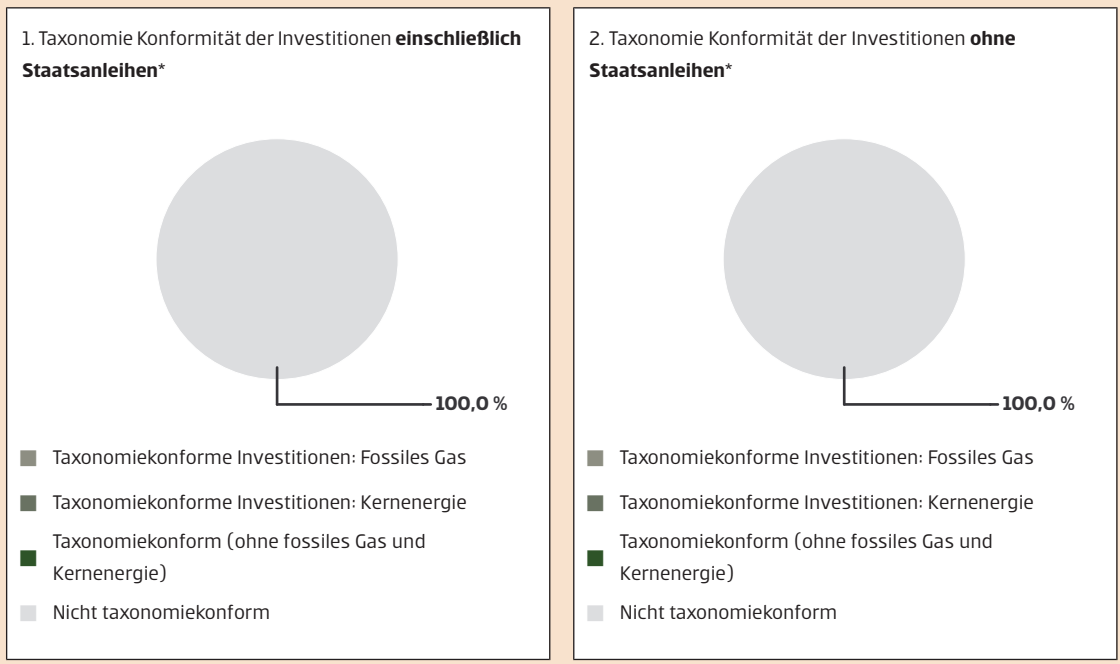 1. Taxonomie Konformität der Investitionen einschließlich
Staatsanleihen*
100,0 %
Taxonomiekonforme Investitionen: Fossiles Gas
Taxonomiekonforme Investitionen: Kernenergie
Taxonomiekonform (ohne fossiles Gas und
Kernenergie)
Nicht taxonomiekonform
2. Taxonomie Konformität der Investitionen ohne
Staatsanleihen*
100,0 %
Taxonomiekonforme Investitionen: Fossiles Gas
Taxonomiekonforme Investitionen: Kernenergie
Taxonomiekonform (ohne fossiles Gas und
Kernenergie)
Nicht taxonomiekonform